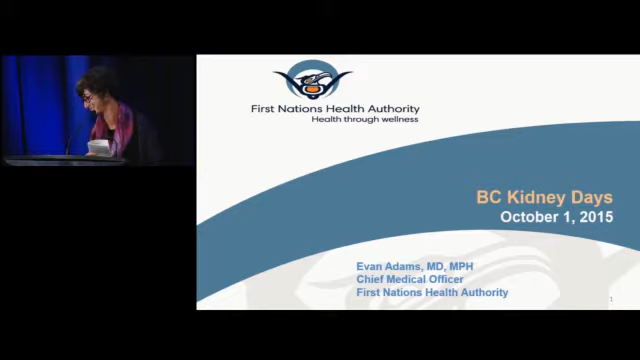 First Nations Health Authority
Health through wellness
BC Kidney Days
October 1, 2015
Evan Adams, MD, MPH
Chief Medical Officer
First Nations Health Authority
1